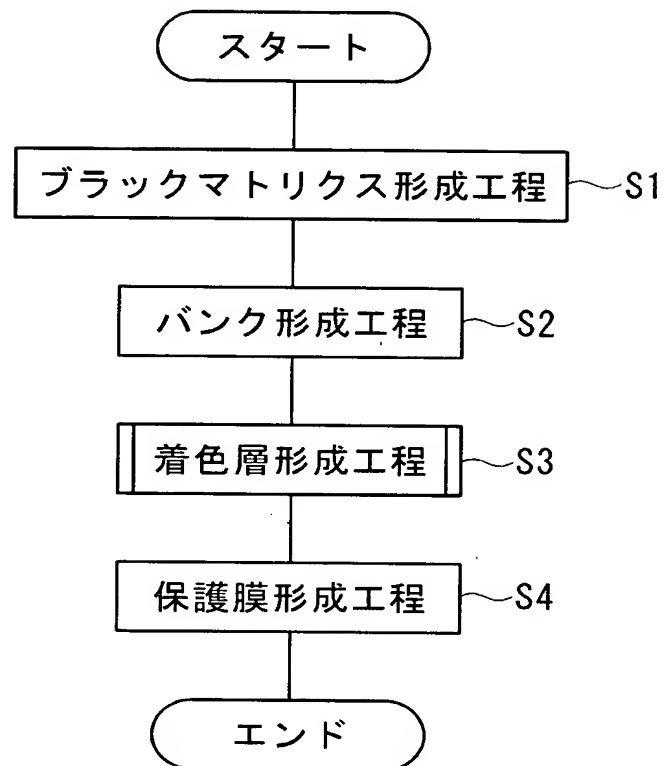 スタート
ブラックマトリクス形成工程 S1
バンク形成工程 S2
着色層形成工程 S3
保護膜形成工程 S4
エンド